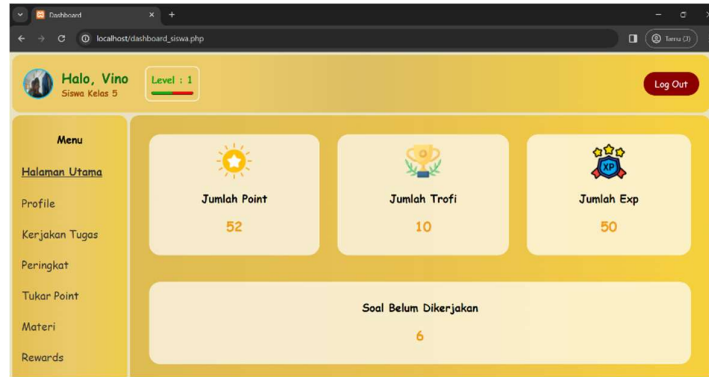 Dashboard
localhost/dashboard_siswa.php
Tamu (3)
Halo, Vino
Siswa Kelas 5
Level : 1
Log Out
Menu
Halaman Utama
Profile
Kerjakan Tugas
Peringkat
Tukar Point
Materi
Rewards
Jumlah Point
52
Jumlah Trofi
10
XP
Jumlah Exp
50
Soal Belum Dikerjakan
6